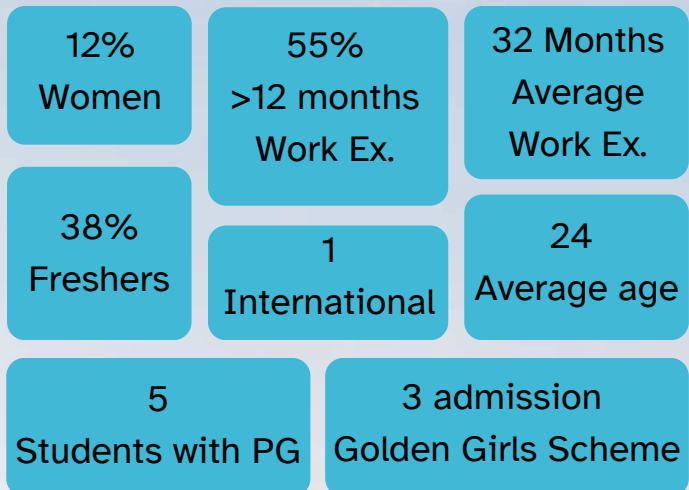 12%
Women
55%
>12 months
Work Ex.
32 Months
Average
Work Ex.
38%
Freshers
1
International
24
Average age
5
Students with PG
3 admission
Golden Girls Scheme